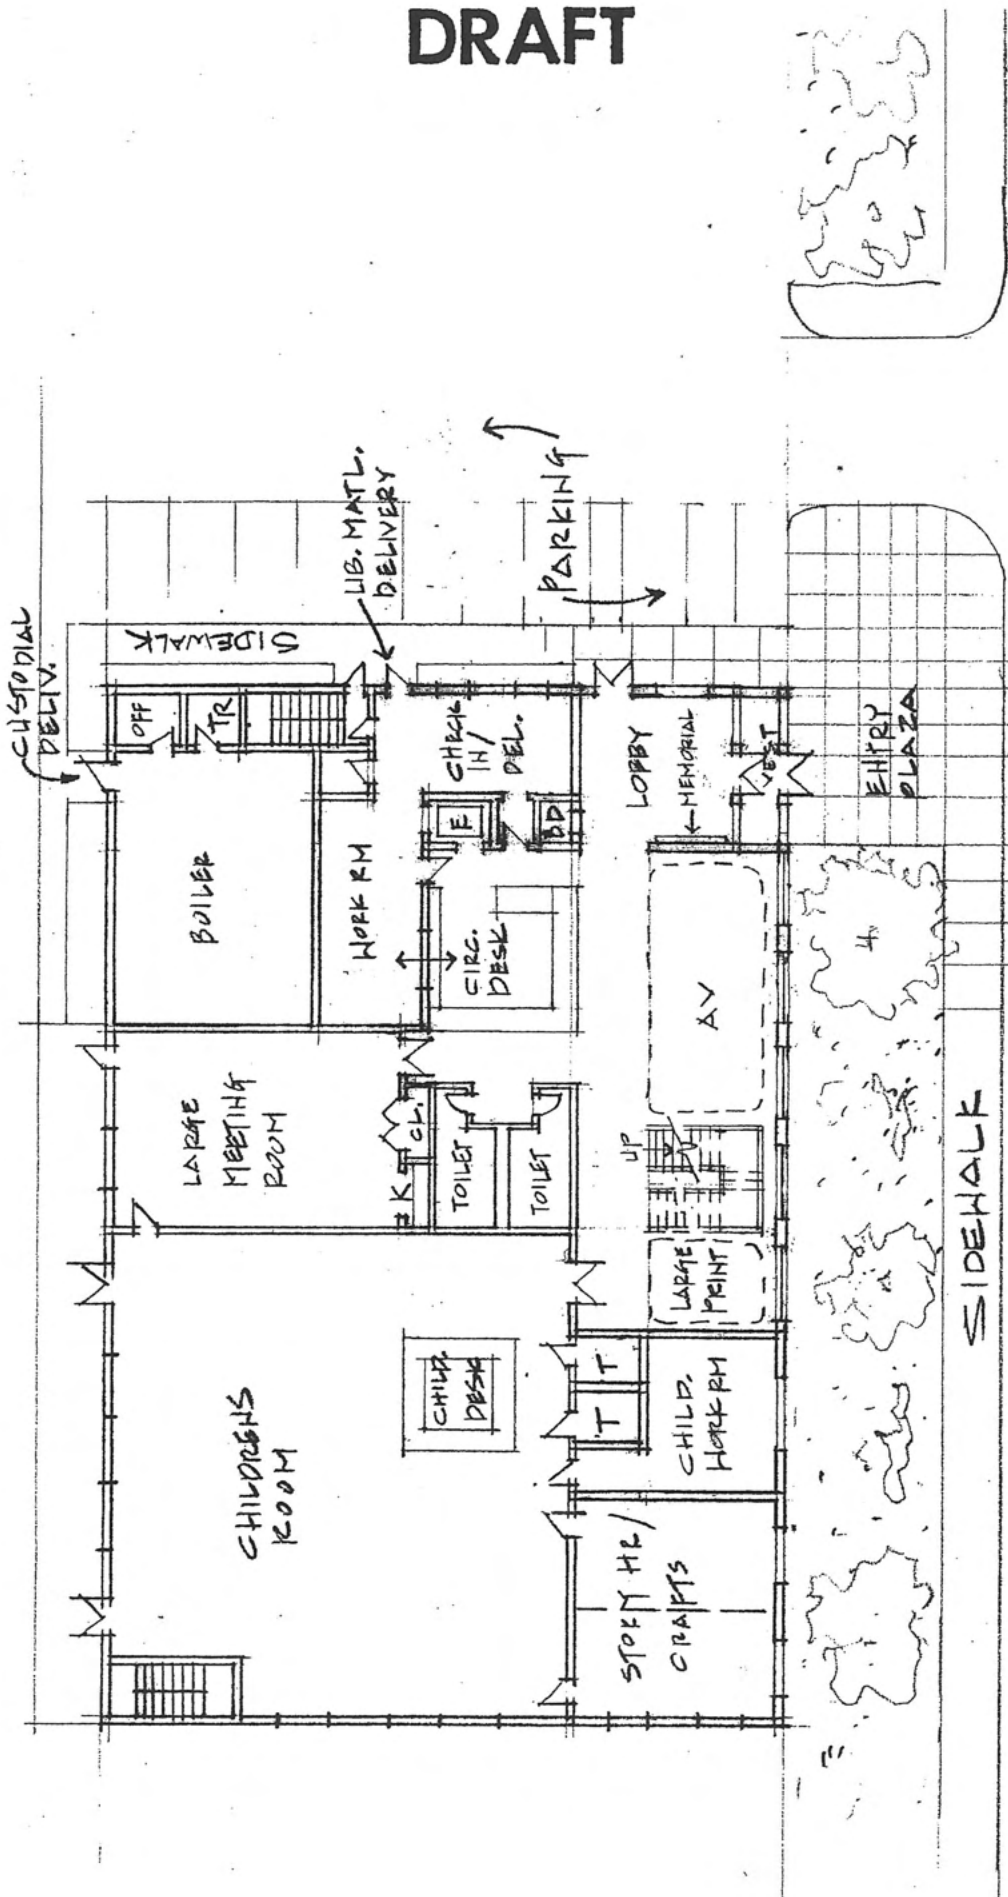 DRAFT
CUSTODIAL
DELIV.
SIDEWALK
LIB. MATL.
DELIVERY
PARKING
OFF
TR
BOILER
WORK RM
CHECK
IN/
DEL.
E
BD
CIRC.
DESK
LOBBY
MEMORIAL
VEST
ENTRY
PLAZA
AV
LARGE
MEETING
ROOM
CL.
K
TOILET
TOILET
UP
LARGE
PRINT
CHILDRENS
ROOM
CHILD.
DESK
T
T
CHILD.
WORK RM
STORY HR/
CRAFTS
SIDEWALK